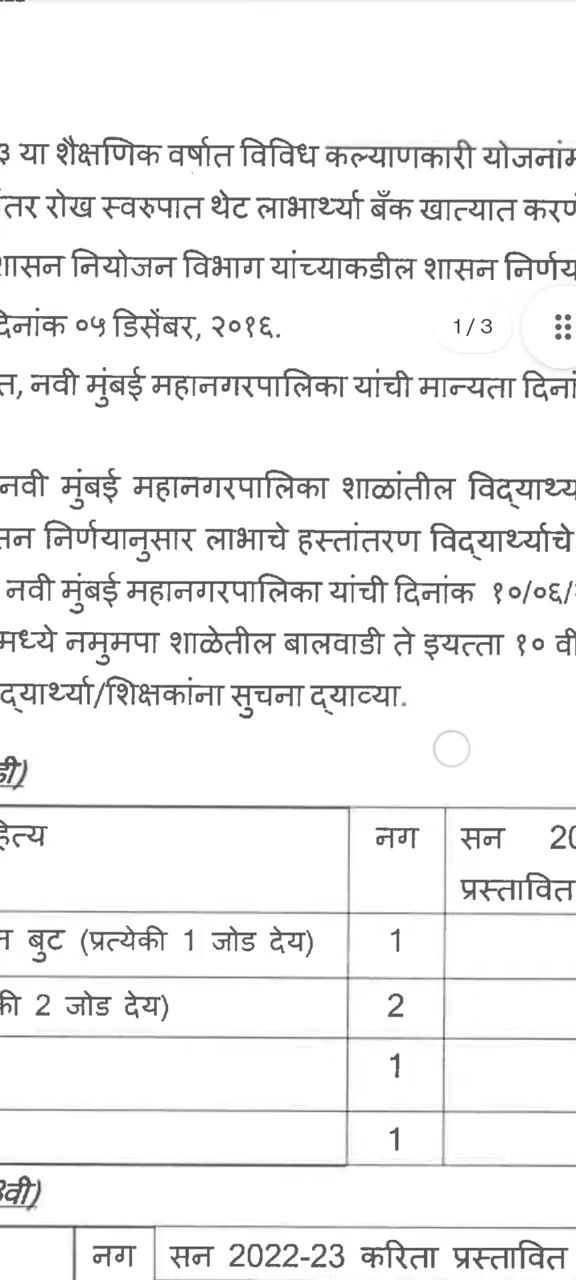 ३ या शैक्षणिक वर्षात विविध कल्याणकारी योजनांम
तर रोख स्वरुपात थेट लाभार्थ्या बँक खात्यात करण
शासन नियोजन विभाग यांच्याकडील शासन निर्णय
दिनांक ०५ डिसेंबर, २०१६.
1/3
त, नवी मुंबई महानगरपालिका यांची मान्यता दिनां
नवी मुंबई महानगरपालिका शाळांतील विद्यार्थ्य
सन निर्णयानुसार लाभाचे हस्तांतरण विद्यार्थ्याचे
नवी मुंबई महानगरपालिका यांची दिनांक १०/०६/
मध्ये नमुमपा शाळेतील बालवाडी ते इयत्ता १० वी
द्यार्थ्या/शिक्षकांना सुचना द्याव्या.
डी)
हित्य नग सन 20
प्रस्तावित
न बुट (प्रत्येकी 1 जोड देय) 1
की 2 जोड देय) 2
1
1
वी)
नग सन 2022-23 करिता प्रस्तावित